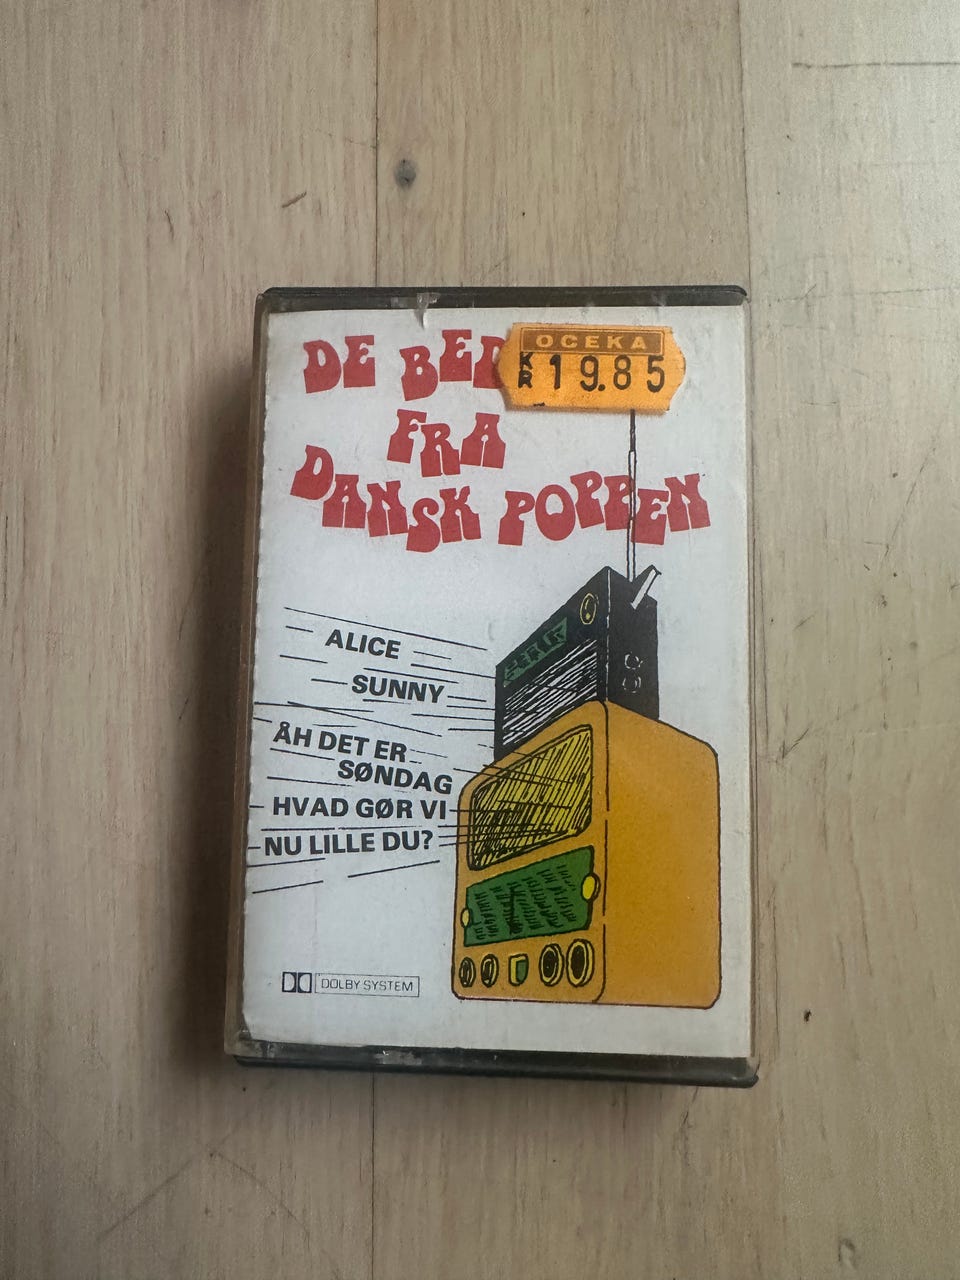 DE BED
OCEKA
KR 19.85
FRA
DANSK POPPEN
ALICE
SUNNY
ÅH DET ER
SØNDAG
HVAD GØR VI
NU LILLE DU?
DOLBY SYSTEM